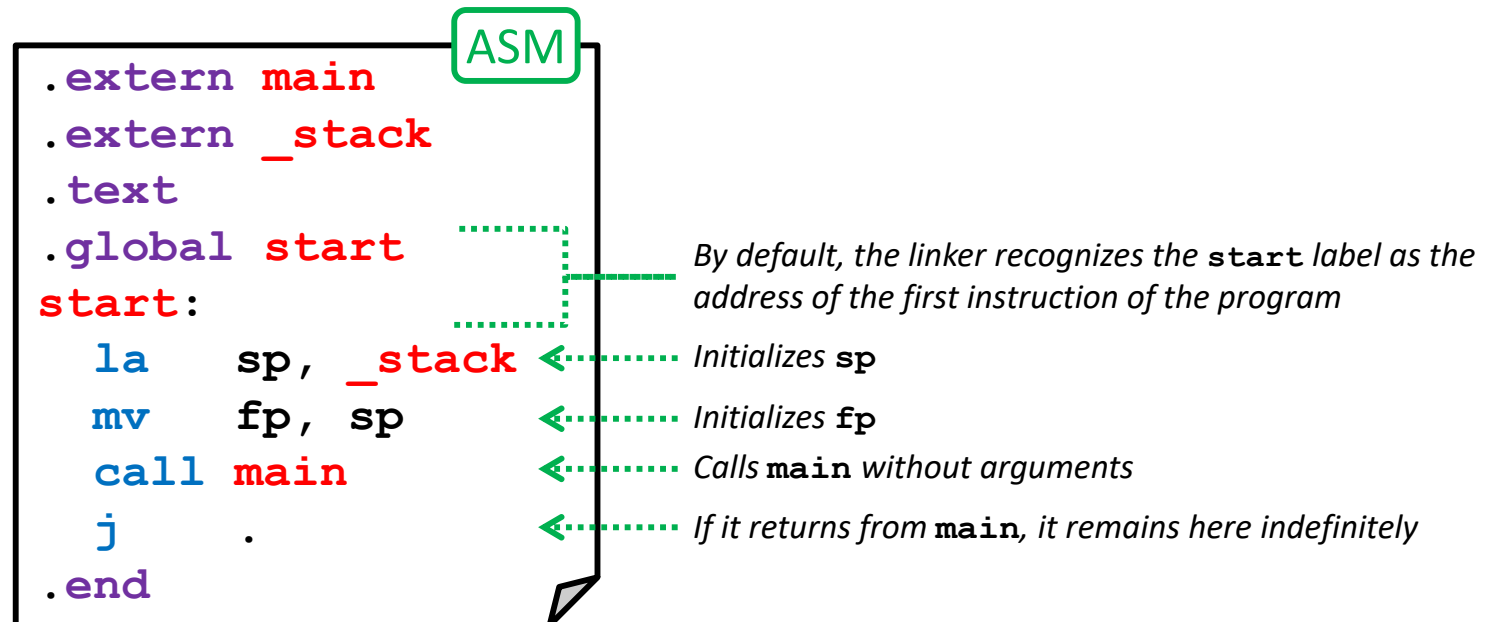 ASM
.extern main
.extern _stack
.text
.global start
start:
la sp, _stack
mv fp, sp
call main
j .
.end
By default, the linker recognizes the start label as the
address of the first instruction of the program
Initializes sp
Initializes fp
Calls main without arguments
If it returns from main, it remains here indefinitely